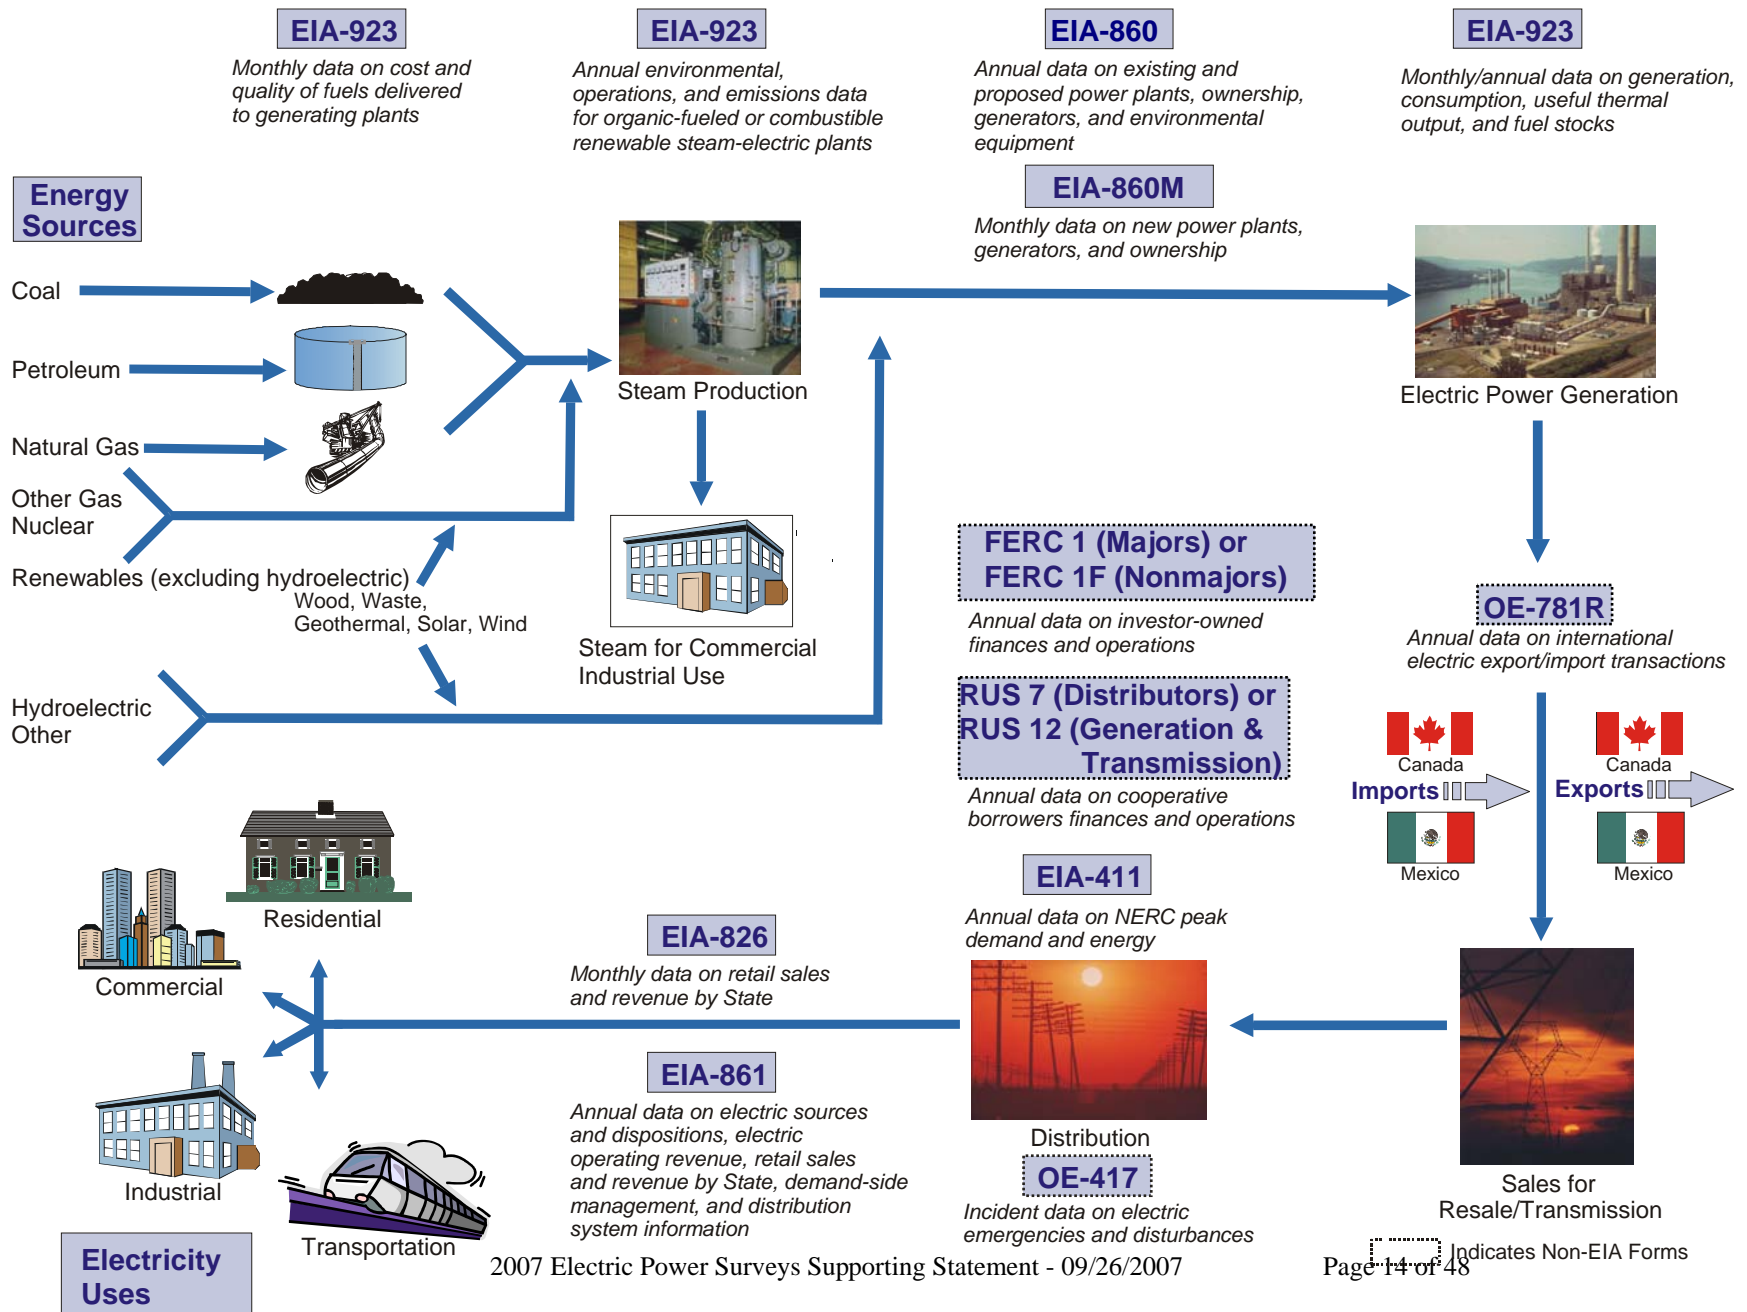 EIA-923
Monthly data on cost and
quality of fuels delivered
to generating plants
EIA-923
Annual environmental,
operations, and emissions data
for organic-fueled or combustible
renewable steam-electric plants
EIA-860
Annual data on existing and
proposed power plants, ownership,
generators, and environmental
equipment
EIA-860M
Monthly data on new power plants,
generators, and ownership
EIA-923
Monthly/annual data on generation,
consumption, useful thermal
output, and fuel stocks
Energy
Sources
Coal
Petroleum
Natural Gas
Other Gas
Nuclear
Renewables (excluding hydroelectric)
Wood, Waste,
Geothermal, Solar, Wind
Hydroelectric
Other
Steam Production
Steam for Commercial
Industrial Use
Electric Power Generation
FERC 1 (Majors) or
FERC 1F (Nonmajors)
Annual data on investor-owned
finances and operations
RUS 7 (Distributors) or
RUS 12 (Generation &
Transmission)
Annual data on cooperative
borrowers finances and operations
OE-781R
Annual data on international
electric export/import transactions
Canada
Imports
Mexico
Canada
Exports
Mexico
EIA-411
Annual data on NERC peak
demand and energy
Distribution
OE-417
Incident data on electric
emergencies and disturbances
Sales for
Resale/Transmission
Indicates Non-EIA Forms
EIA-826
Monthly data on retail sales
and revenue by State
EIA-861
Annual data on electric sources
and dispositions, electric
operating revenue, retail sales
and revenue by State, demand-side
management, and distribution
system information
Residential
Commercial
Industrial
Transportation
Electricity
Uses
2007 Electric Power Surveys Supporting Statement - 09/26/2007
Page 14 of 48